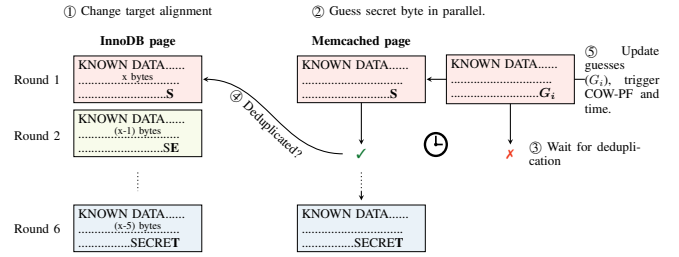 ① Change target alignment
② Guess secret byte in parallel.
InnoDB page
Memcached page
Round 1
KNOWN DATA......
x bytes
..............................S
KNOWN DATA......
..............................
..............................S
KNOWN DATA......
..............................
..............................Gi
⑤ Update
guesses
(Gi), trigger
COW-PF and
time.
④ Deduplicated?
Round 2
KNOWN DATA......
(x-1) bytes
.............................SE
✓
✗
③ Wait for dedupli-
cation
Round 6
KNOWN DATA......
(x-5) bytes
.................SECRET
KNOWN DATA......
..............................
.................SECRET